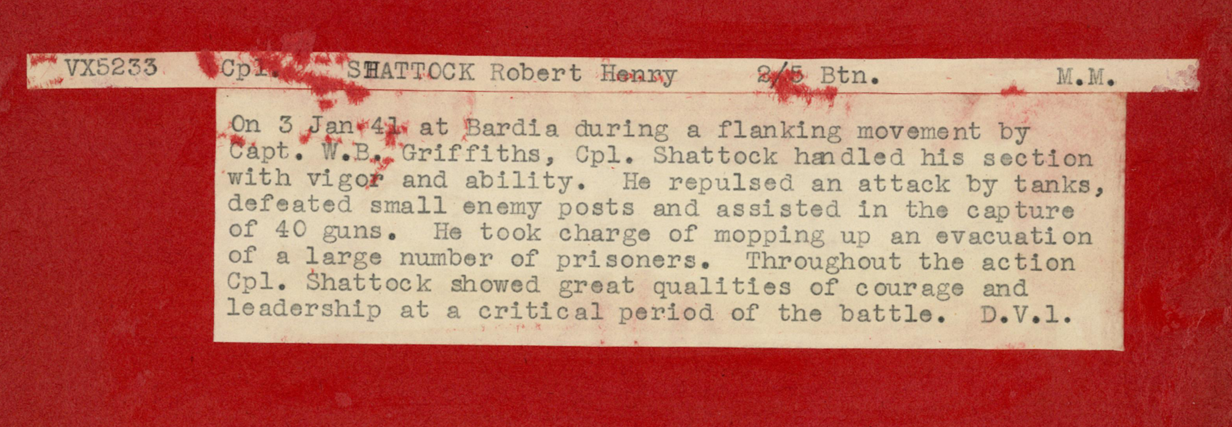 VX5233 Cpl. SHATTOCK Robert Henry 2/5 Btn. M.M.
On 3 Jan 41 at Bardia during a flanking movement by
Capt. W.B. Griffiths, Cpl. Shattock handled his section
with vigor and ability. He repulsed an attack by tanks,
defeated small enemy posts and assisted in the capture
of 40 guns. He took charge of mopping up an evacuation
of a large number of prisoners. Throughout the action
Cpl. Shattock showed great qualities of courage and
leadership at a critical period of the battle. D.V.1.